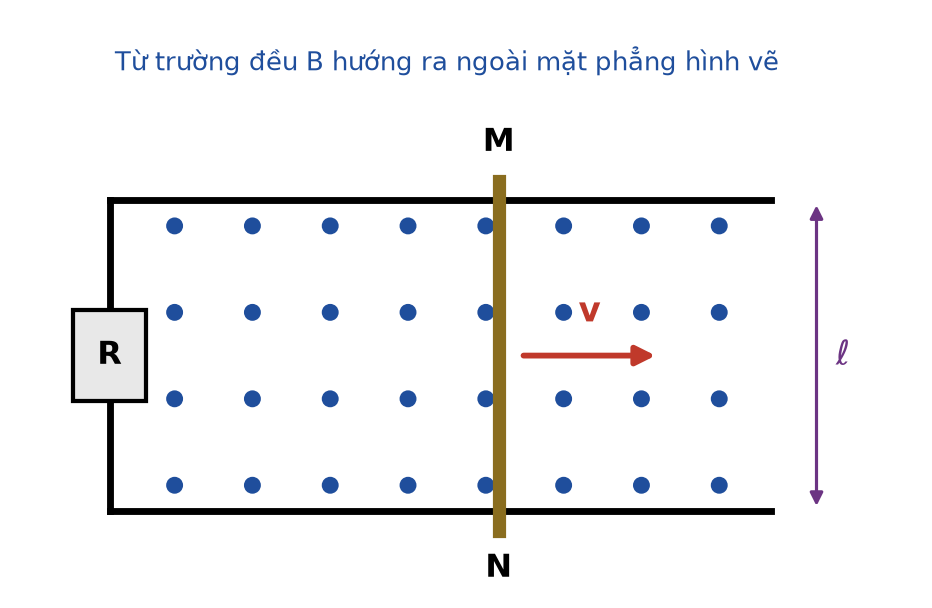 Từ trường đều B hướng ra ngoài mặt phẳng hình vẽ
M
v
R
ℓ
N